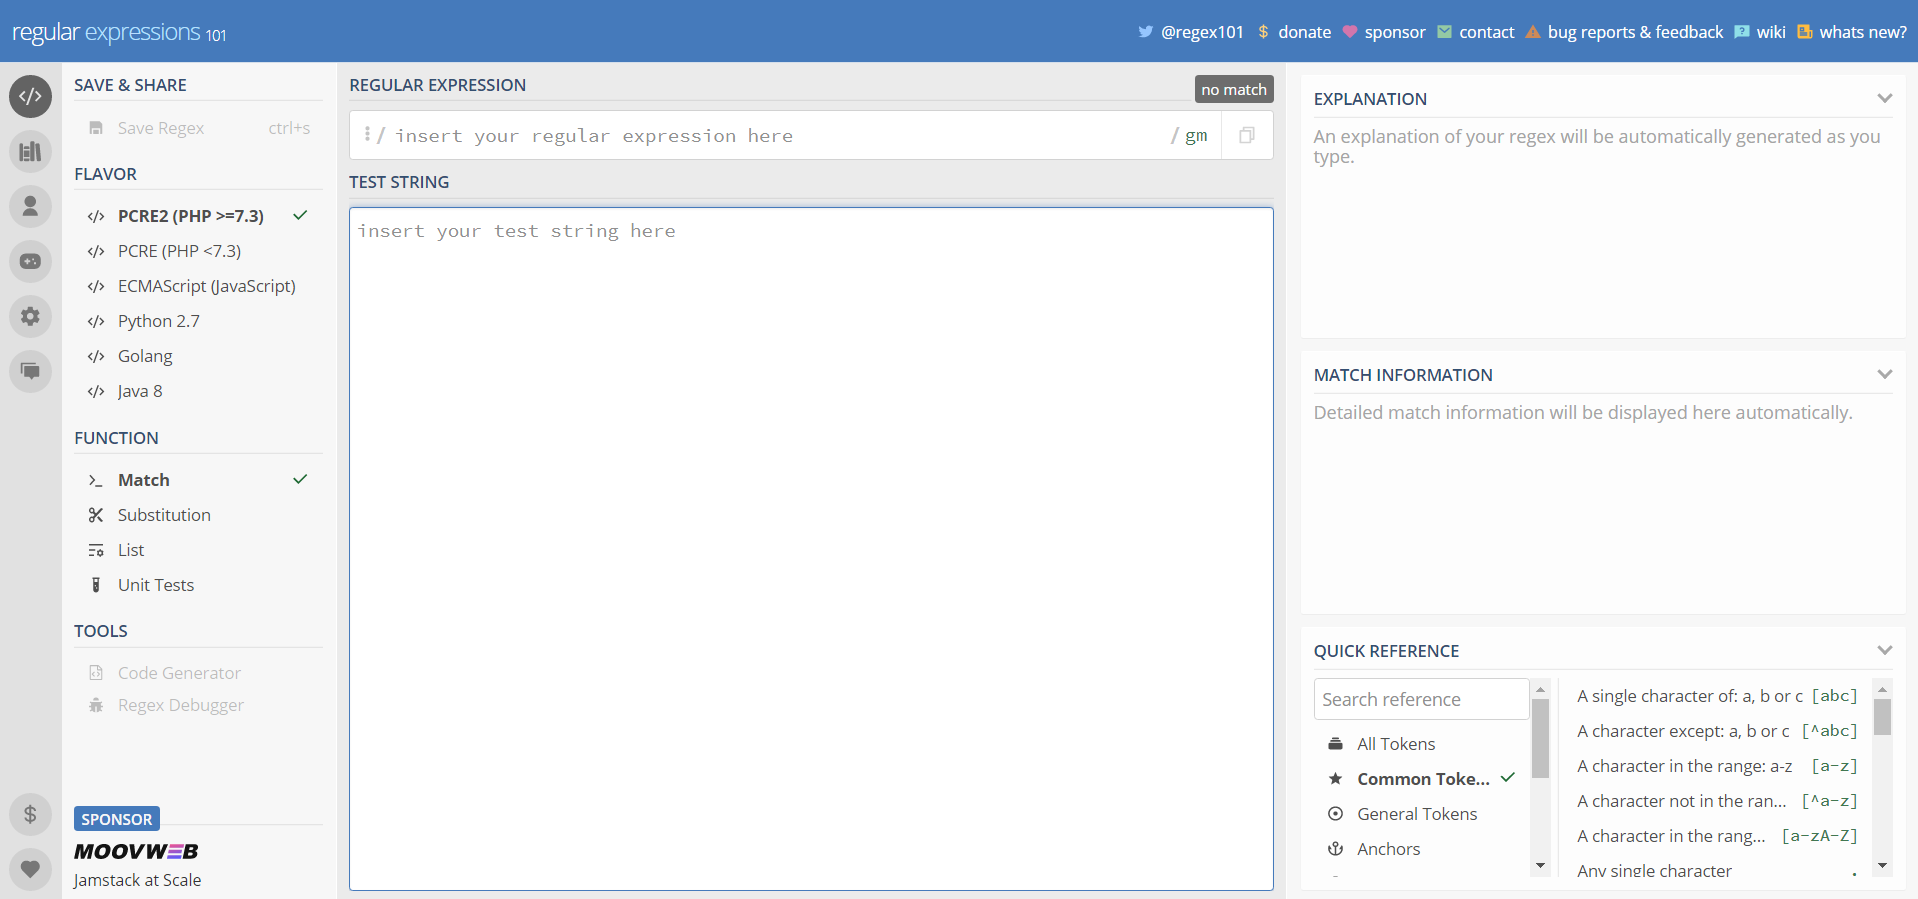 regular expressions 101
@regex101 donate sponsor contact bug reports & feedback wiki whats new?
SAVE & SHARE
Save Regex ctrl+s
FLAVOR
PCRE2 (PHP >=7.3)
PCRE (PHP <7.3)
ECMAScript (JavaScript)
Python 2.7
Golang
Java 8
FUNCTION
Match
Substitution
List
Unit Tests
TOOLS
Code Generator
Regex Debugger
SPONSOR
MOOVWEB
Jamstack at Scale
REGULAR EXPRESSION
no match
/ insert your regular expression here / gm
TEST STRING
insert your test string here
EXPLANATION
An explanation of your regex will be automatically generated as you
type.
MATCH INFORMATION
Detailed match information will be displayed here automatically.
QUICK REFERENCE
Search reference
All Tokens
Common Toke...
General Tokens
Anchors
A single character of: a, b or c [abc]
A character except: a, b or c [^abc]
A character in the range: a-z [a-z]
A character not in the ran... [^a-z]
A character in the rang... [a-zA-Z]
Any single character .